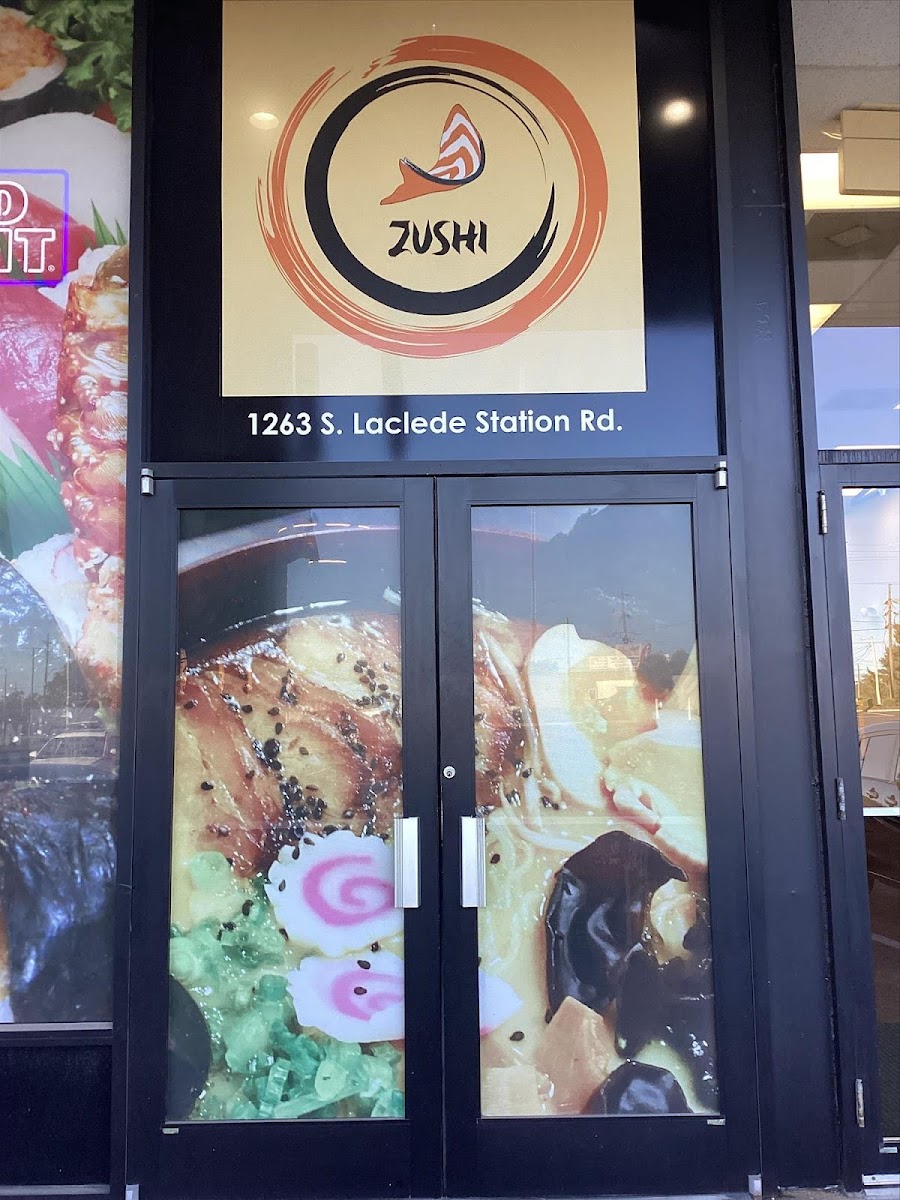 ZUSHI
1263 S. Laclede Station Rd.